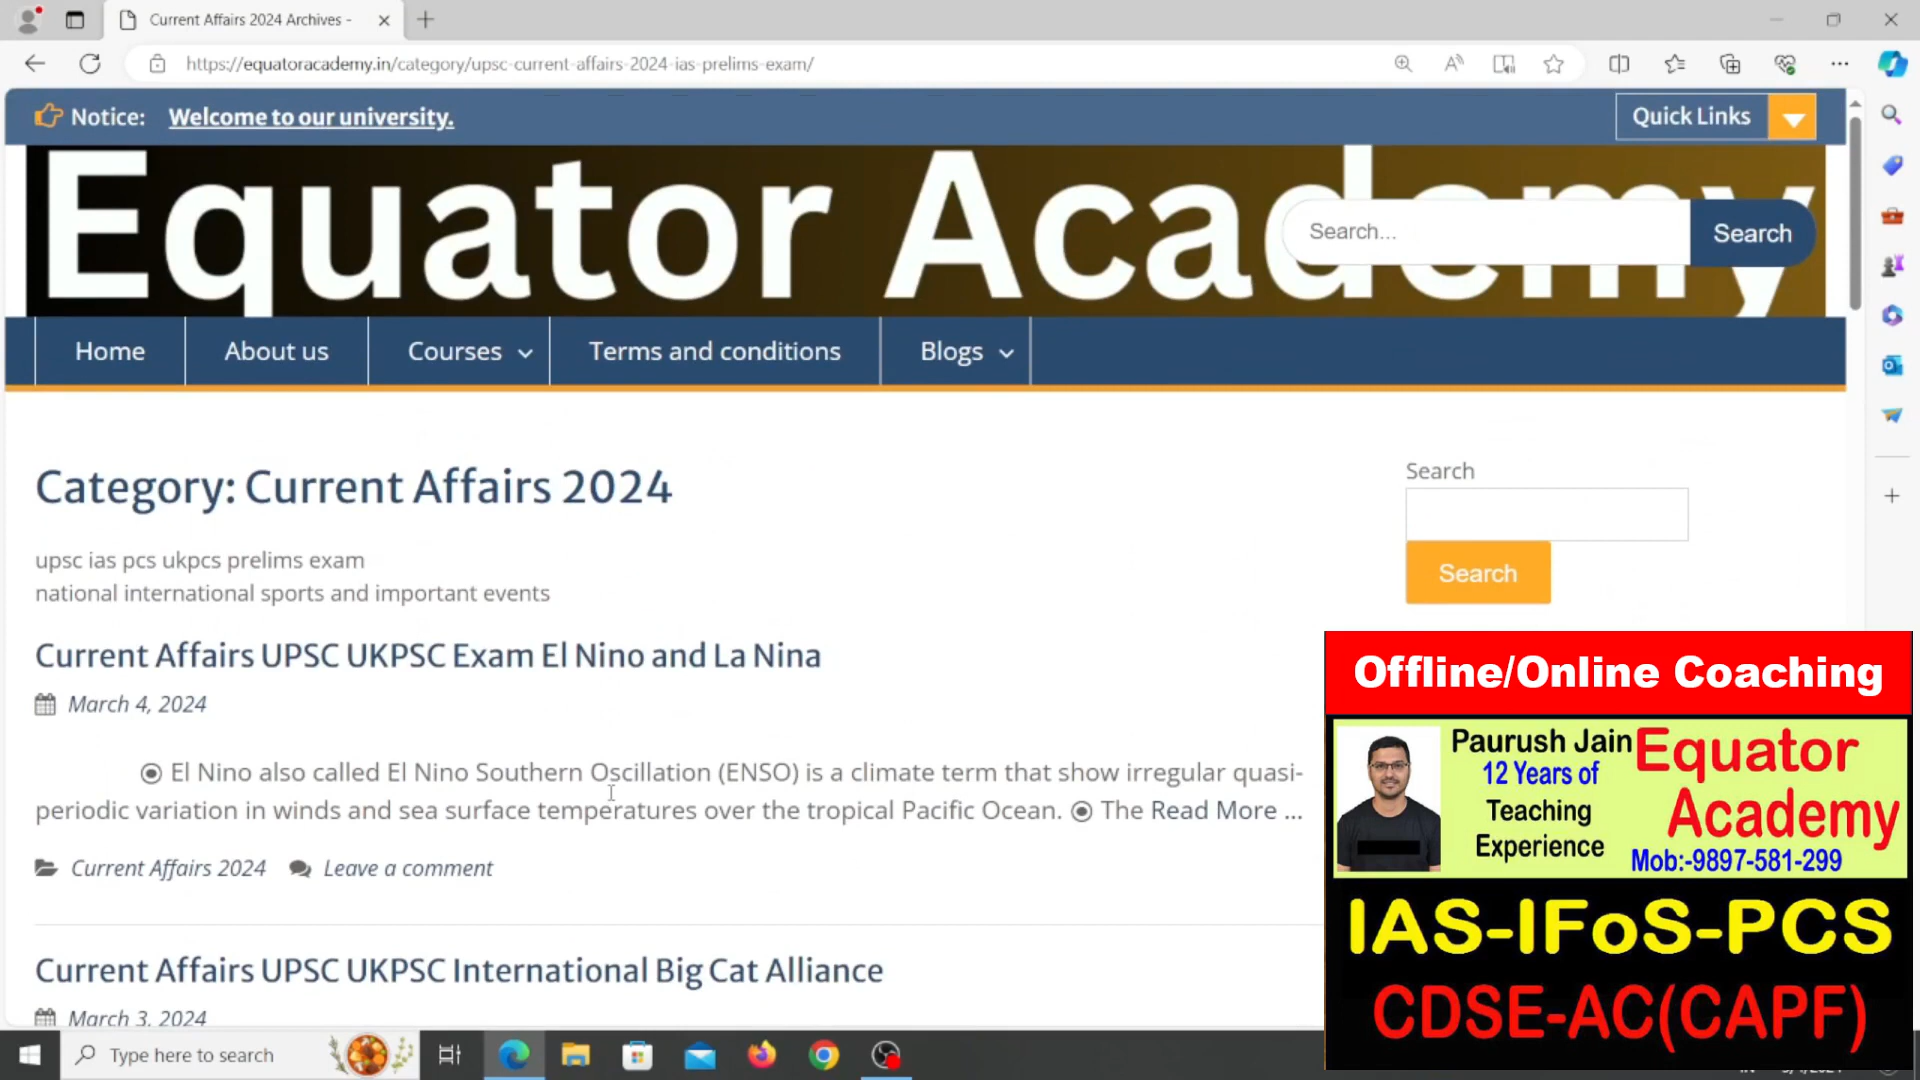 Current Affairs 2024 Archives -
https://equatoracademy.in/category/upsc-current-affairs-2024-ias-prelims-exam/
Notice: Welcome to our university.
Quick Links
Equator Academy
Search...
Search
Home
About us
Courses
Terms and conditions
Blogs
Category: Current Affairs 2024
upsc ias pcs ukpcs prelims exam
national international sports and important events
Search
Search
Current Affairs UPSC UKPSC Exam El Nino and La Nina
March 4, 2024
El Nino also called El Nino Southern Oscillation (ENSO) is a climate term that show irregular quasi-
periodic variation in winds and sea surface temperatures over the tropical Pacific Ocean. ⦿ The Read More ...
Current Affairs 2024
Leave a comment
Current Affairs UPSC UKPSC International Big Cat Alliance
March 3, 2024
Offline/Online Coaching
Paurush Jain
12 Years of
Teaching
Experience
Equator
Academy
Mob:-9897-581-299
IAS-IFoS-PCS
CDSE-AC(CAPF)
Type here to search